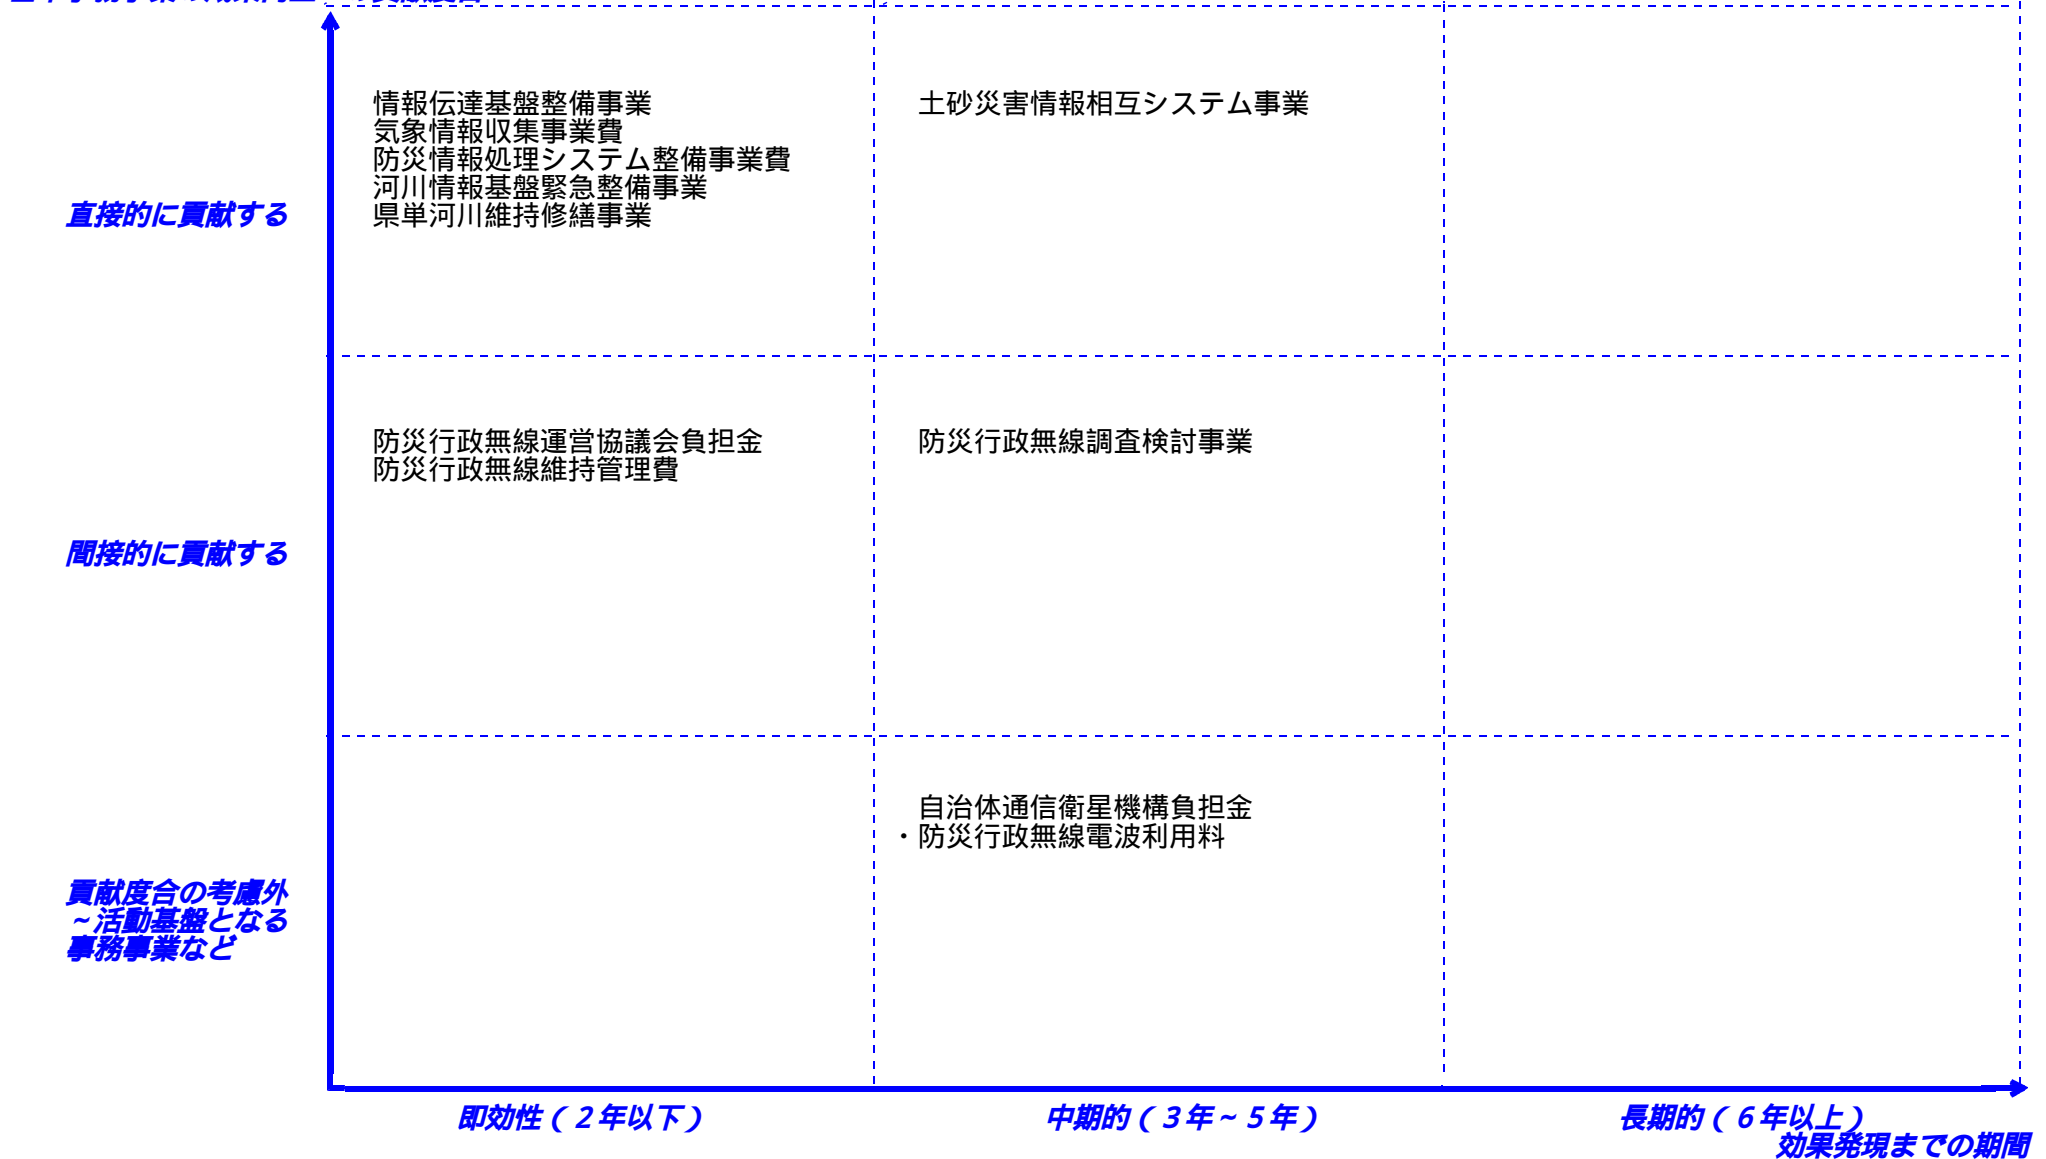 情報伝達基盤整備事業
気象情報収集事業費
防災情報処理システム整備事業費
河川情報基盤緊急整備事業
県単河川維持修繕事業
土砂災害情報相互システム事業
直接的に貢献する
防災行政無線運営協議会負担金
防災行政無線維持管理費
防災行政無線調査検討事業
間接的に貢献する
自治体通信衛星機構負担金
・防災行政無線電波利用料
貢献度合の考慮外
~活動基盤となる
事務事業など
即効性（２年以下）
中期的（３年~５年）
長期的（６年以上）
効果発現までの期間